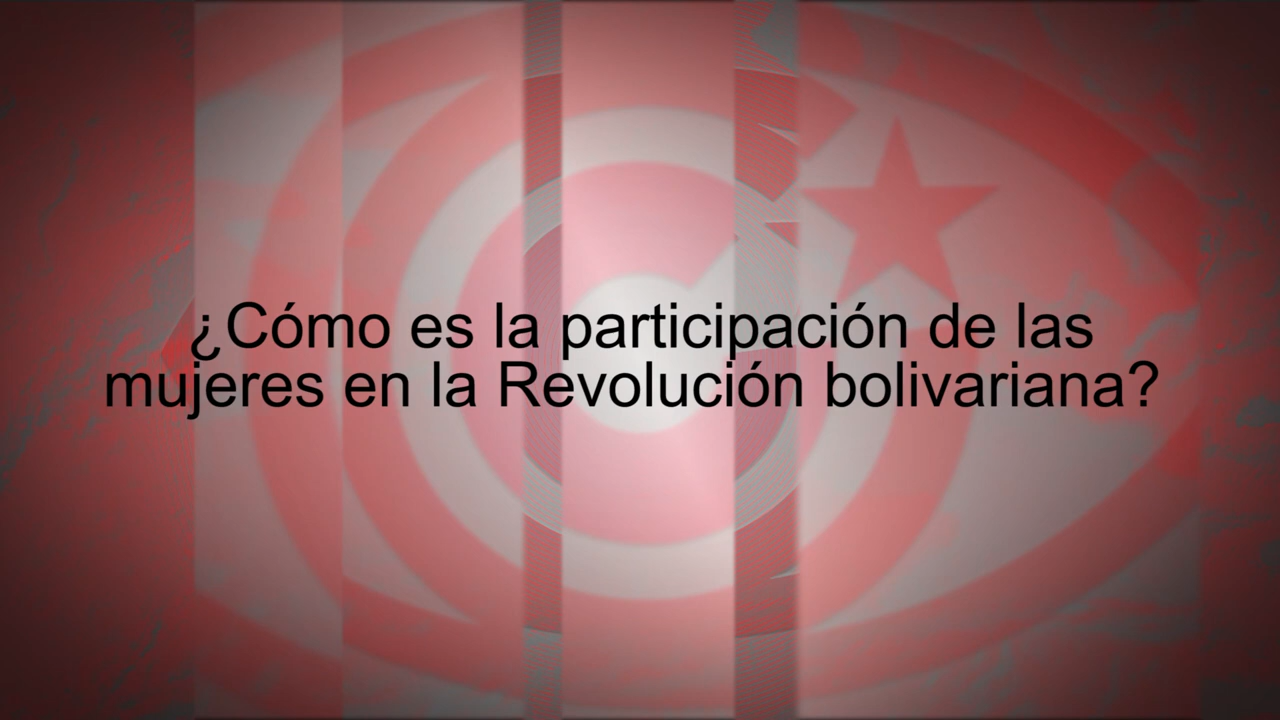 ¿Cómo es la participación de las
mujeres en la Revolución bolivariana?